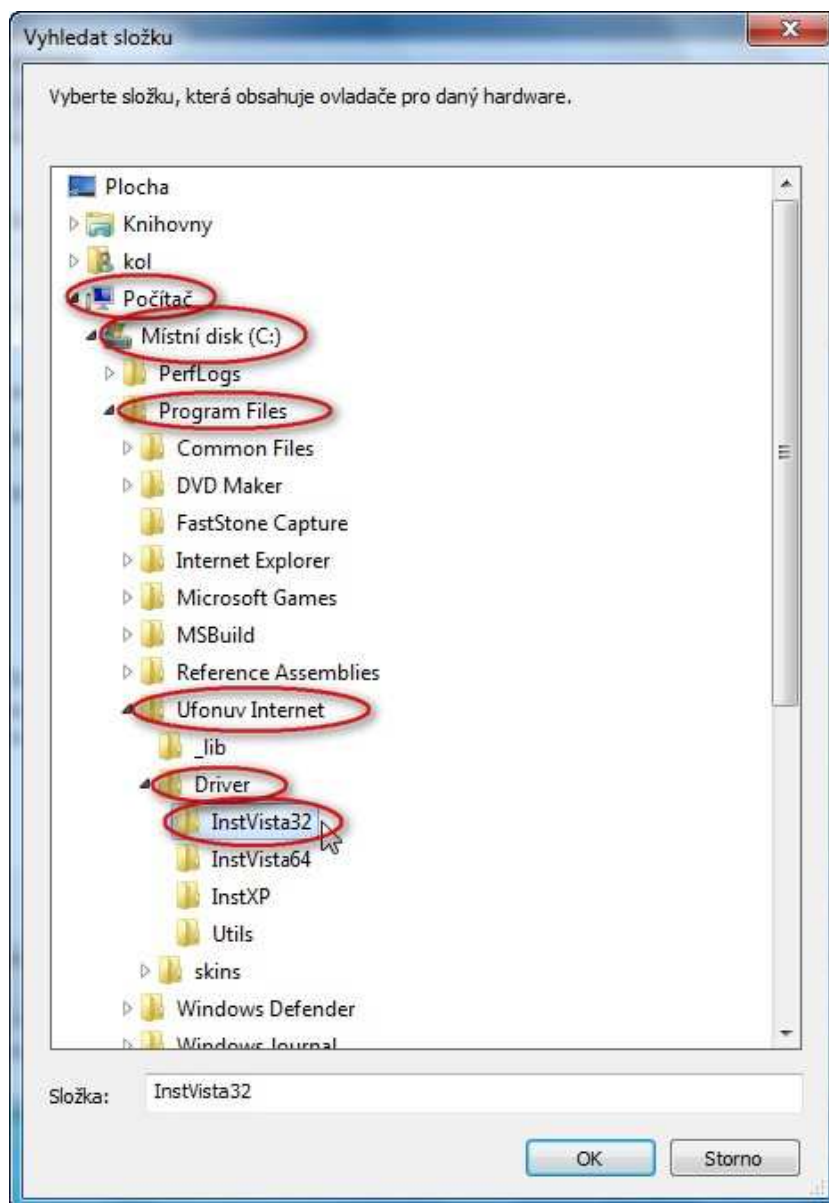 Vyhledat složku
Vyberte složku, která obsahuje ovladače pro daný hardware.
Plocha
Knihovny
kol
Počítač
Místní disk (C:)
PerfLogs
Program Files
Common Files
DVD Maker
FastStone Capture
Internet Explorer
Microsoft Games
MSBuild
Reference Assemblies
Ufonuv Internet
_lib
Driver
InstVista32
InstVista64
InstXP
Utils
skins
Windows Defender
Windows Journal
Složka: InstVista32
OK Storno